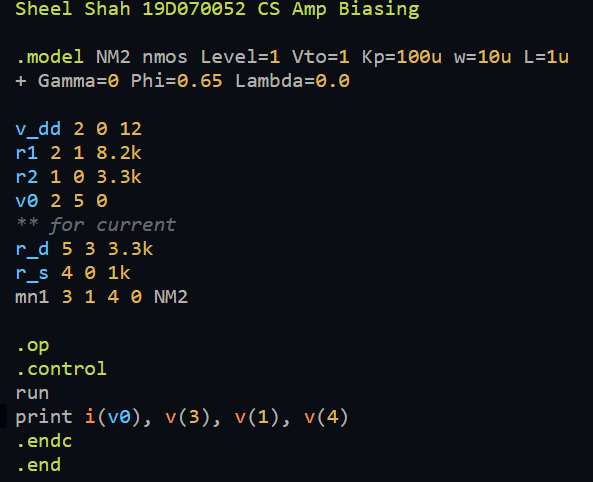 Sheel Shah 19D070052 CS Amp Biasing
.model NM2 nmos Level=1 Vto=1 Kp=100u w=10u L=1u
+ Gamma=0 Phi=0.65 Lambda=0.0
v_dd 2 0 12
r1 2 1 8.2k
r2 1 0 3.3k
v0 2 5 0
** for current
r_d 5 3 3.3k
r_s 4 0 1k
mn1 3 1 4 0 NM2
.op
.control
run
print i(v0), v(3), v(1), v(4)
.endc
.end